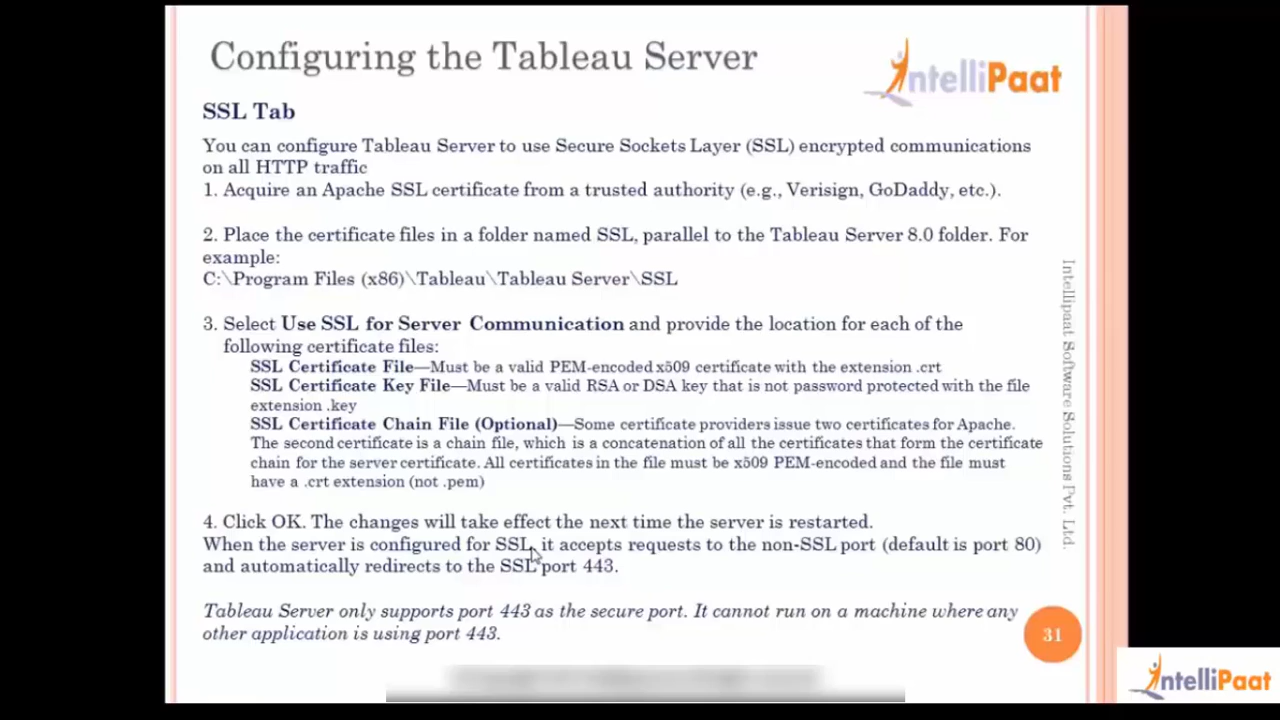 Configuring the Tableau Server
IntelliPaat
SSL Tab
You can configure Tableau Server to use Secure Sockets Layer (SSL) encrypted communications
on all HTTP traffic
1. Acquire an Apache SSL certificate from a trusted authority (e.g., Verisign, GoDaddy, etc.).
2. Place the certificate files in a folder named SSL, parallel to the Tableau Server 8.0 folder. For
example:
C:\Program Files (x86)\Tableau\Tableau Server\SSL
3. Select Use SSL for Server Communication and provide the location for each of the
following certificate files:
SSL Certificate File—Must be a valid PEM-encoded x509 certificate with the extension .crt
SSL Certificate Key File—Must be a valid RSA or DSA key that is not password protected with the file
extension .key
SSL Certificate Chain File (Optional)—Some certificate providers issue two certificates for Apache.
The second certificate is a chain file, which is a concatenation of all the certificates that form the certificate
chain for the server certificate. All certificates in the file must be x509 PEM-encoded and the file must
have a .crt extension (not .pem)
4. Click OK. The changes will take effect the next time the server is restarted.
When the server is configured for SSL, it accepts requests to the non-SSL port (default is port 80)
and automatically redirects to the SSL port 443.
Tableau Server only supports port 443 as the secure port. It cannot run on a machine where any
other application is using port 443.
Intellipaat Software Solutions Pvt. Ltd.
31
IntelliPaat